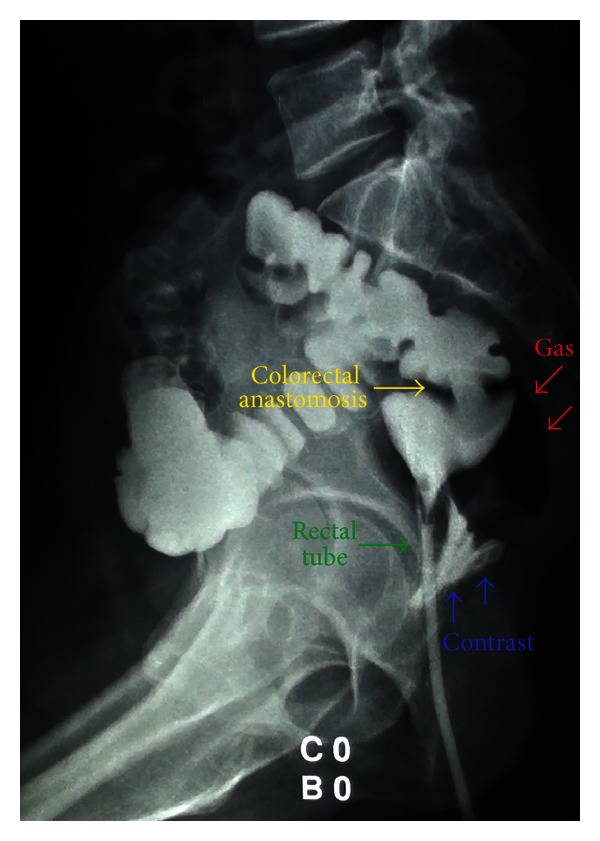 Gas
Colorectal
anastomosis
Rectal
tube
Contrast
C 0
B 0